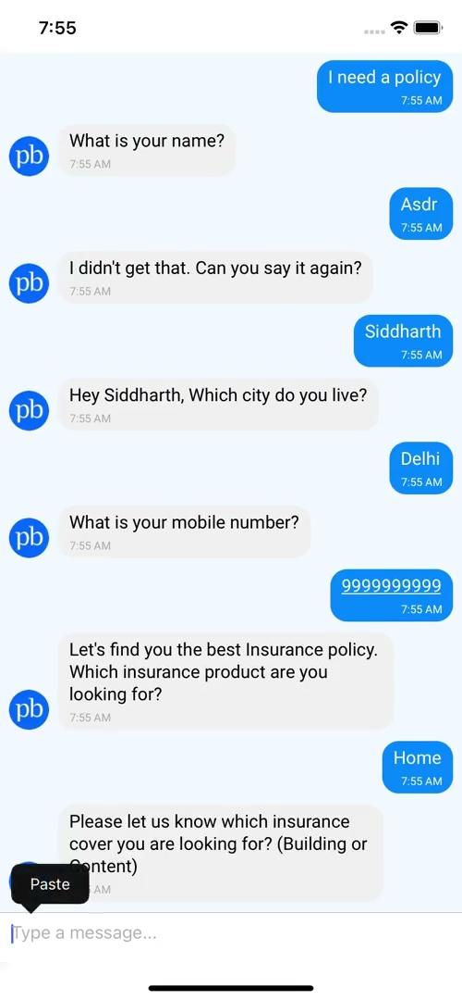 7:55
I need a policy
7:55 AM
What is your name?
pb
7:55 AM
Asdr
7:55 AM
I didn't get that. Can you say it again?
pb
7:55 AM
Siddharth
7:55 AM
Hey Siddharth, Which city do you live?
pb
7:55 AM
Delhi
7:55 AM
What is your mobile number?
pb
7:55 AM
9999999999
7:55 AM
Let's find you the best Insurance policy.
Which insurance product are you
looking for?
pb
7:55 AM
Home
7:55 AM
Please let us know which insurance
cover you are looking for? (Building or
Content)
AM
Paste
Type a message...